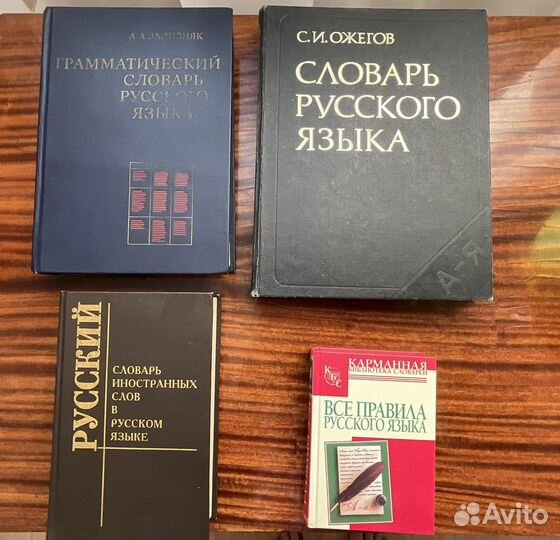 А.А.ЗАЛИЗНЯК
ГРАММАТИЧЕСКИЙ
СЛОВАРЬ
РУССКОГО
ЯЗЫКА
С.И.ОЖЕГОВ
СЛОВАРЬ
РУССКОГО
ЯЗЫКА
А-Я
РУССКИЙ
СЛОВАРЬ
ИНОСТРАННЫХ
СЛОВ
В
РУССКОМ
ЯЗЫКЕ
КБС
КАРМАННАЯ
БИБЛИОТЕКА СЛОВАРЕЙ
ВСЕ ПРАВИЛА
РУССКОГО ЯЗЫКА
Avito